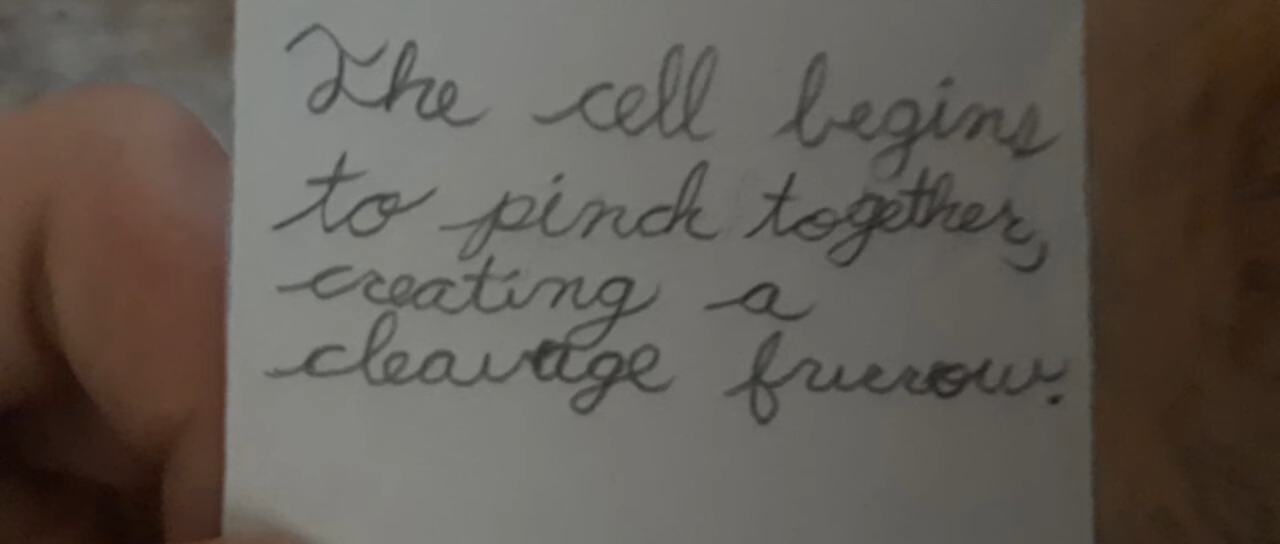 The cell begins
to pinch together,
creating a
cleavage furrow.